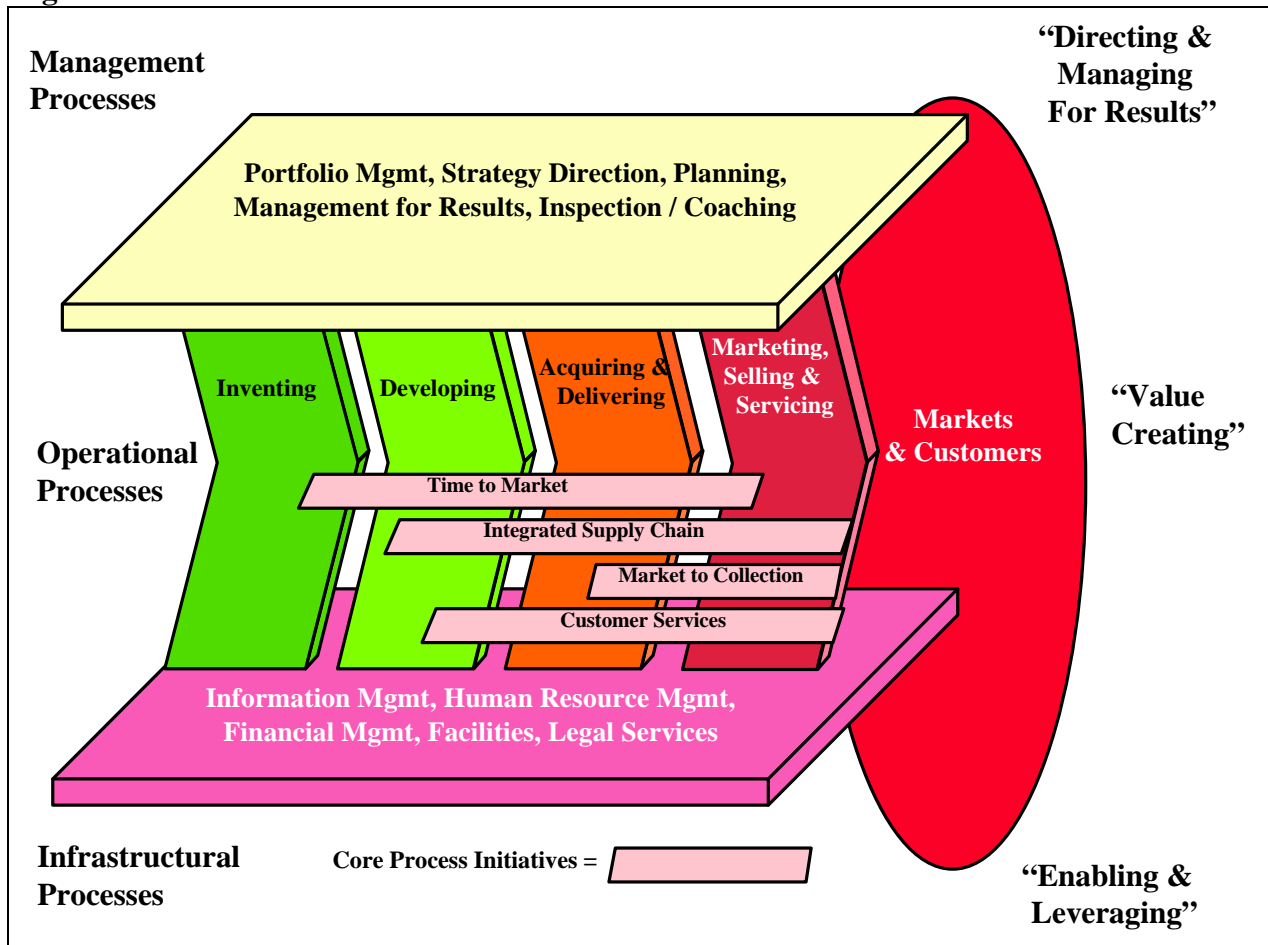 Management
Processes
“Directing &
Managing
For Results”
Portfolio Mgmt, Strategy Direction, Planning,
Management for Results, Inspection / Coaching
Inventing
Developing
Acquiring &
Delivering
Marketing,
Selling &
Servicing
Markets
& Customers
“Value
Creating”
Operational
Processes
Time to Market
Integrated Supply Chain
Market to Collection
Customer Services
Information Mgmt, Human Resource Mgmt,
Financial Mgmt, Facilities, Legal Services
Infrastructural
Processes
Core Process Initiatives =
“Enabling &
Leveraging”